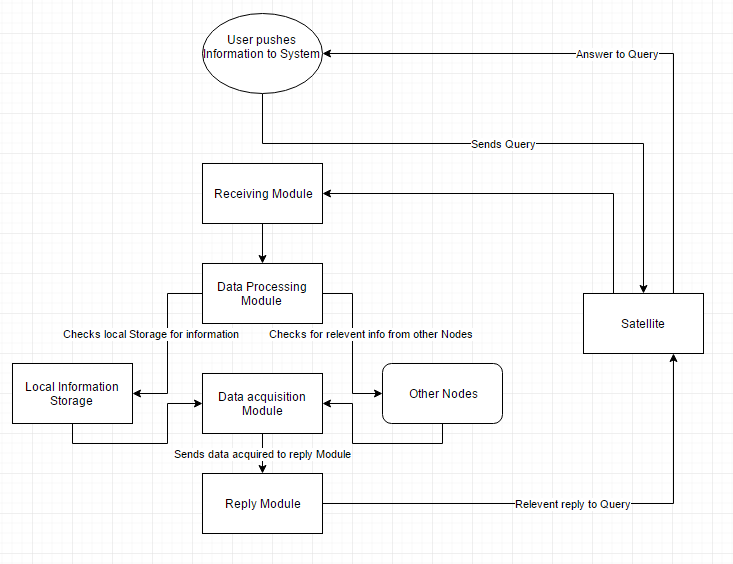 User pushes
Information to System
Answer to Query
Sends Query
Receiving Module
Data Processing
Module
Satellite
Checks local Storage for information
Checks for relevent info from other Nodes
Local Information
Storage
Data acquisition
Module
Other Nodes
Sends data acquired to reply Module
Reply Module
Relevent reply to Query